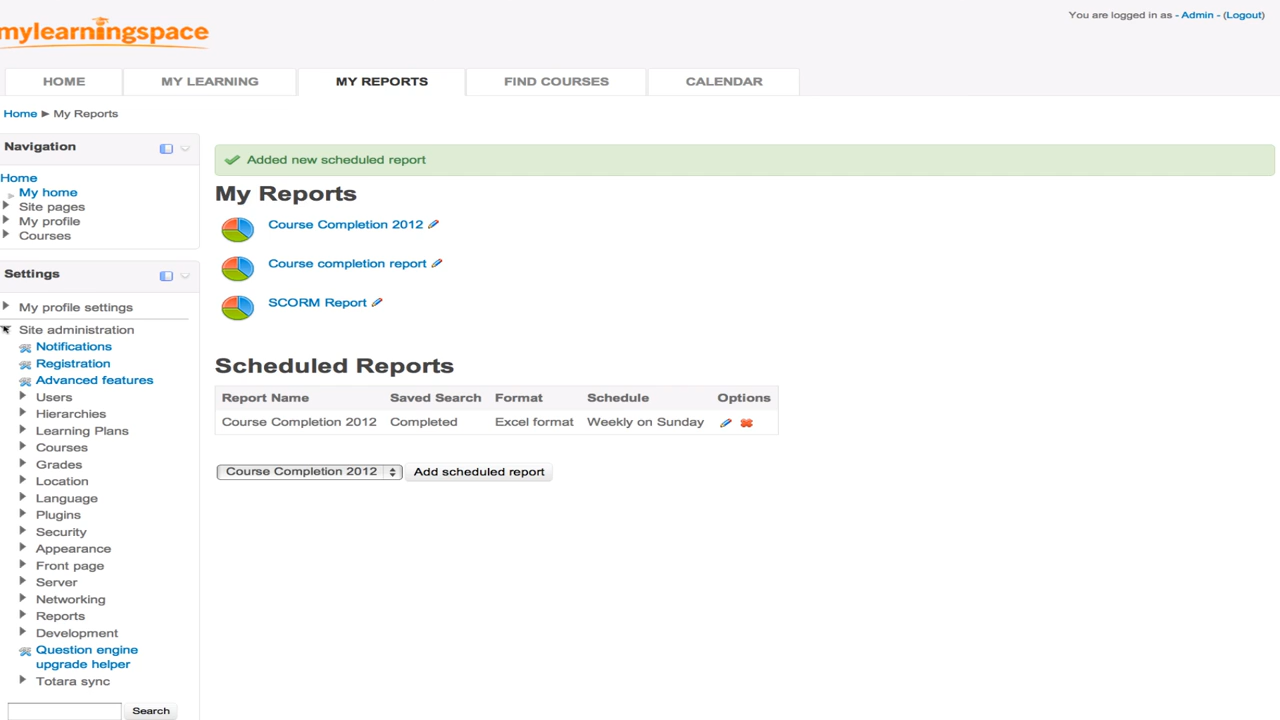 You are logged in as - Admin - (Logout)
mylearningspace
HOME
MY LEARNING
MY REPORTS
FIND COURSES
CALENDAR
Home ► My Reports
Navigation
Home
My home
Site pages
My profile
Courses
Settings
My profile settings
Site administration
Notifications
Registration
Advanced features
Users
Hierarchies
Learning Plans
Courses
Grades
Location
Language
Plugins
Security
Appearance
Front page
Server
Networking
Reports
Development
Question engine
upgrade helper
Totara sync
Search
Added new scheduled report
My Reports
Course Completion 2012
Course completion report
SCORM Report
Scheduled Reports
Report Name Saved Search Format Schedule Options
Course Completion 2012 Completed Excel format Weekly on Sunday
Course Completion 2012 Add scheduled report